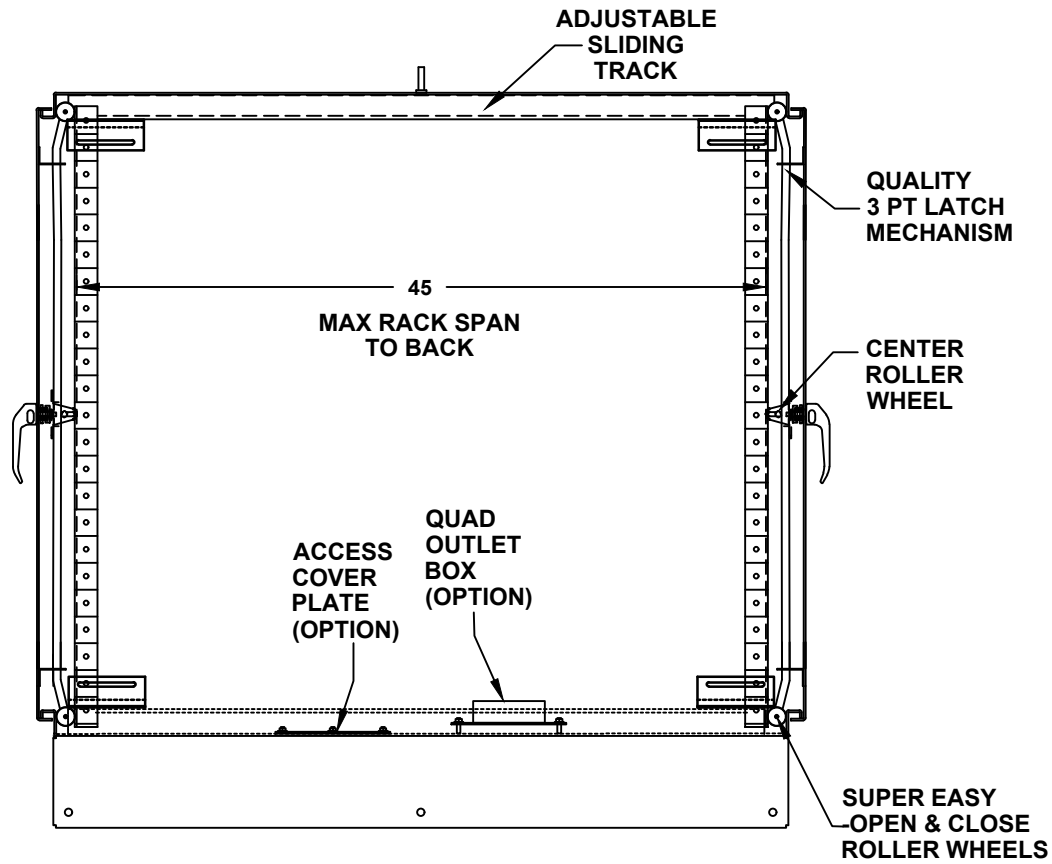 ADJUSTABLE
SLIDING
TRACK
QUALITY
3 PT LATCH
MECHANISM
45
MAX RACK SPAN
TO BACK
CENTER
ROLLER
WHEEL
QUAD
OUTLET
BOX
(OPTION)
ACCESS
COVER
PLATE
(OPTION)
SUPER EASY
OPEN & CLOSE
ROLLER WHEELS